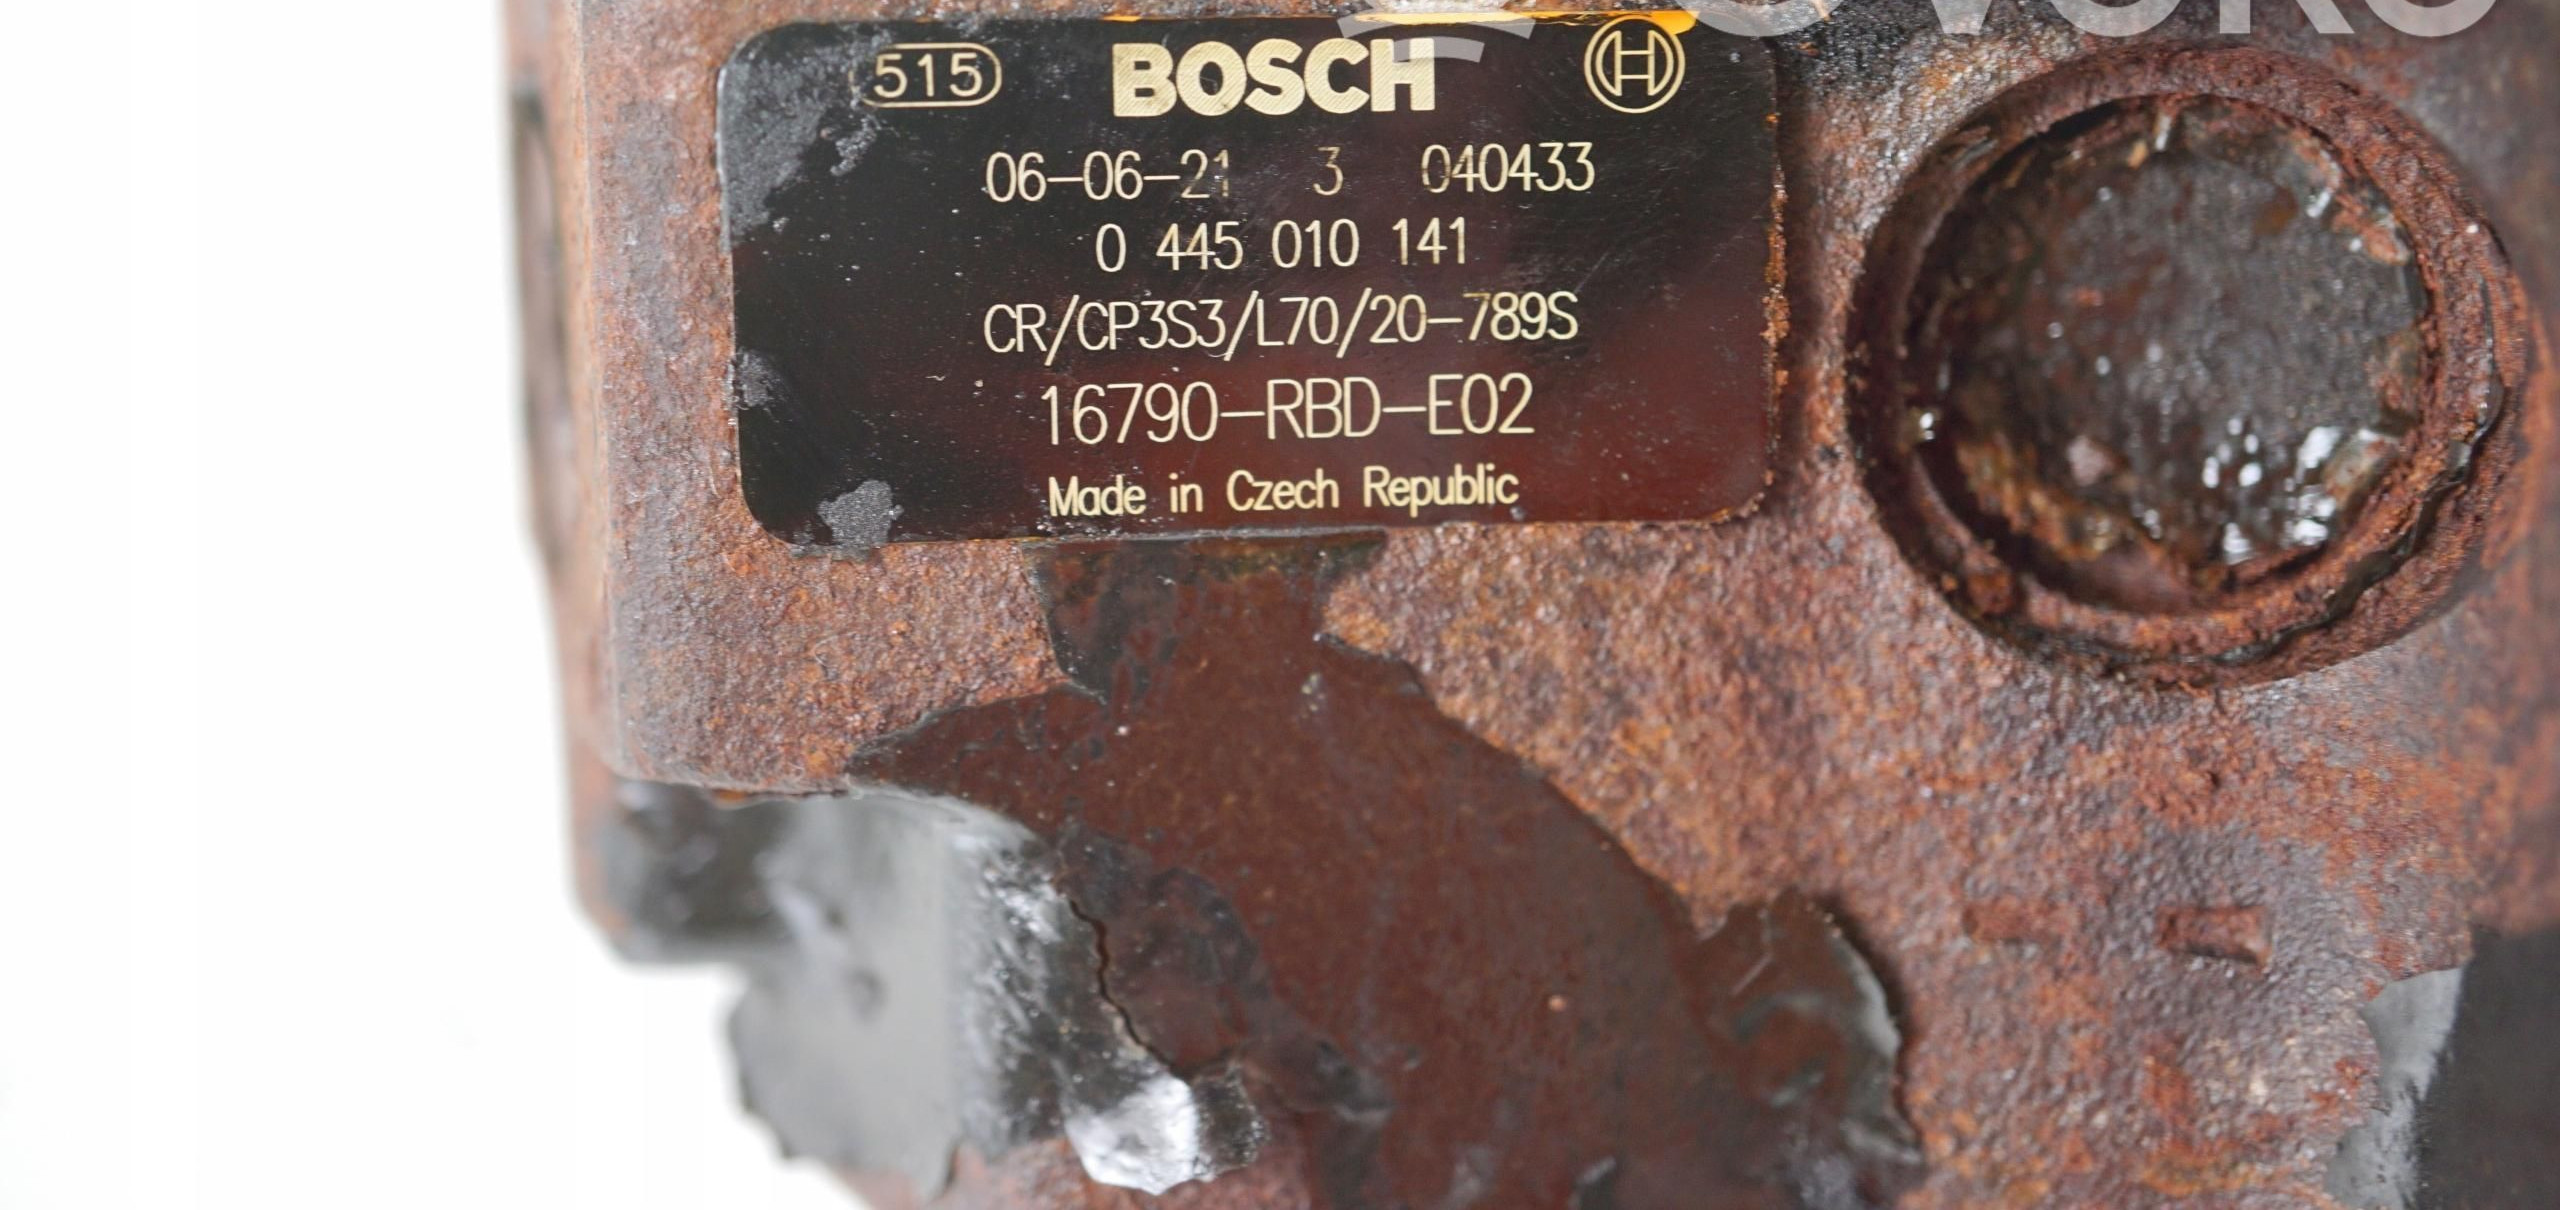 515 BOSCH
06-06-21 3 040433
0 445 010 141
CR/CP3S3/L70/20-789S
16790-RBD-E02
Made in Czech Republic